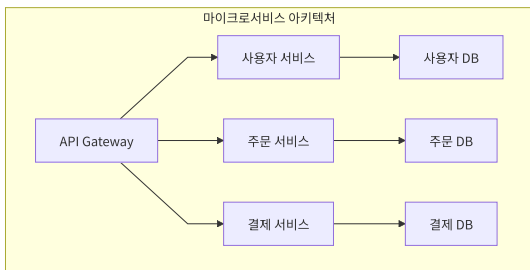 마이크로서비스 아키텍처
사용자 서비스
사용자 DB
API Gateway
주문 서비스
주문 DB
결제 서비스
결제 DB